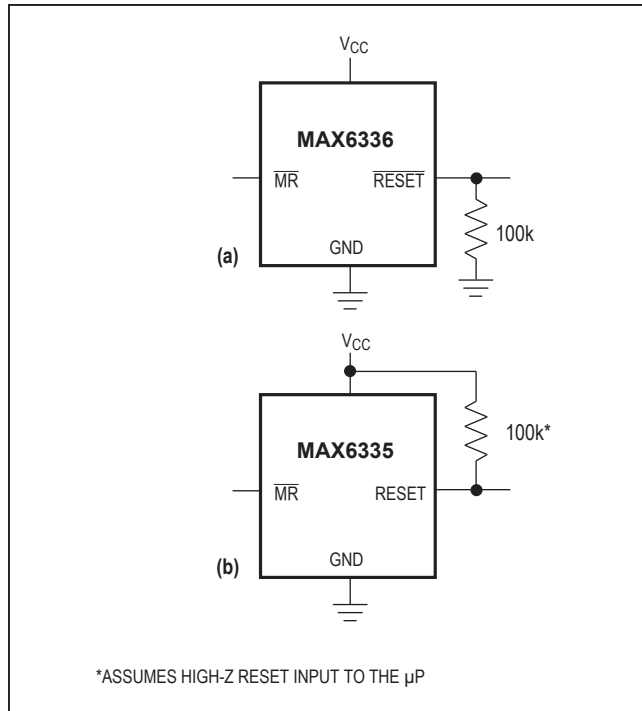 VCC
MAX6336
MR RESET
100k
GND
(a)
VCC
100k*
MAX6335
MR RESET
GND
(b)
*ASSUMES HIGH-Z RESET INPUT TO THE µP